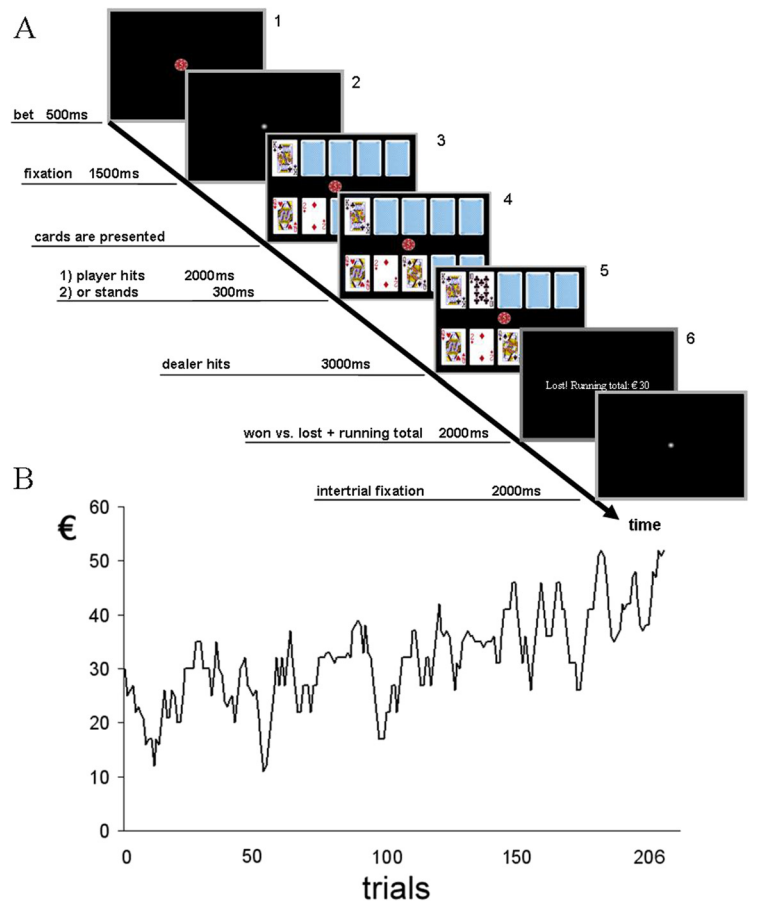 A
1
2
bet 500ms
3
fixation 1500ms
4
cards are presented
5
1) player hits 2000ms
2) or stands 300ms
6
dealer hits 3000ms
Lost! Running total: € 30
won vs. lost + running total 2000ms
B
intertrial fixation 2000ms
time
€
60
50
40
30
20
10
0
0 50 100 150 206
trials